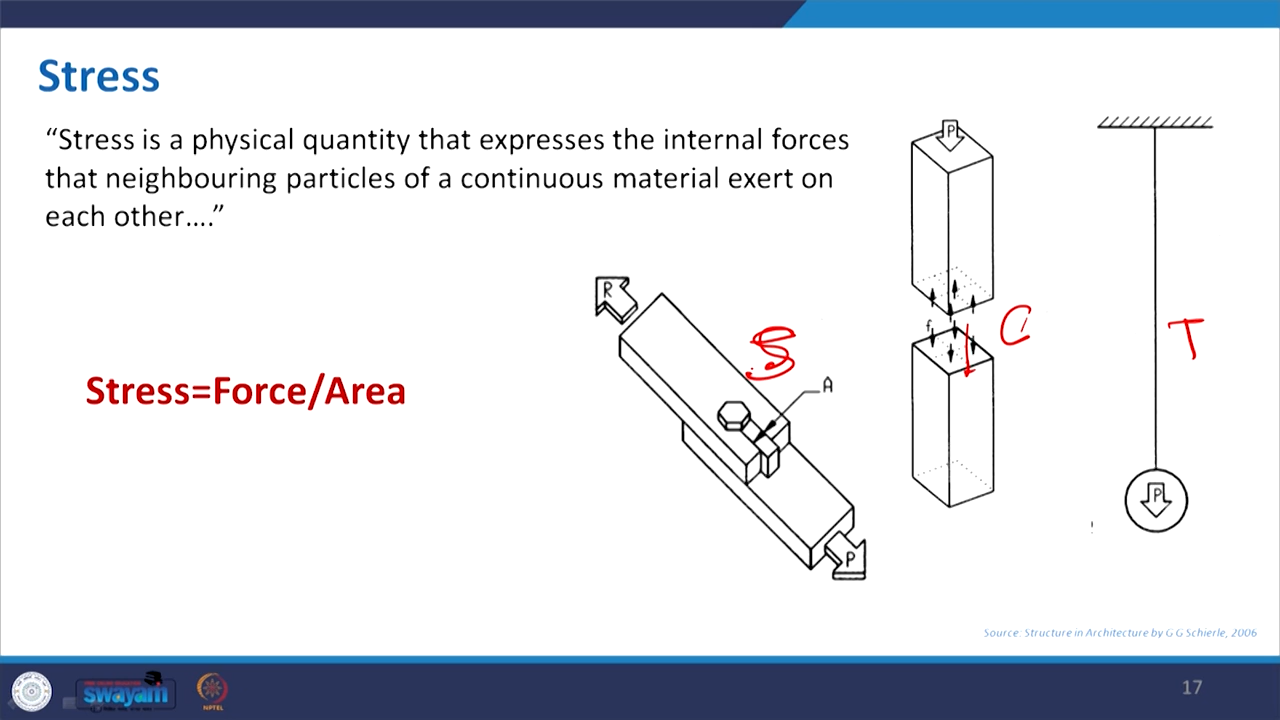 Stress
“Stress is a physical quantity that expresses the internal forces
that neighbouring particles of a continuous material exert on
each other....”
Stress=Force/Area
R
S
A
P
P
f
C
T
P
Source: Structure in Architecture by G G Schierle, 2006
swayam
NPTEL
17